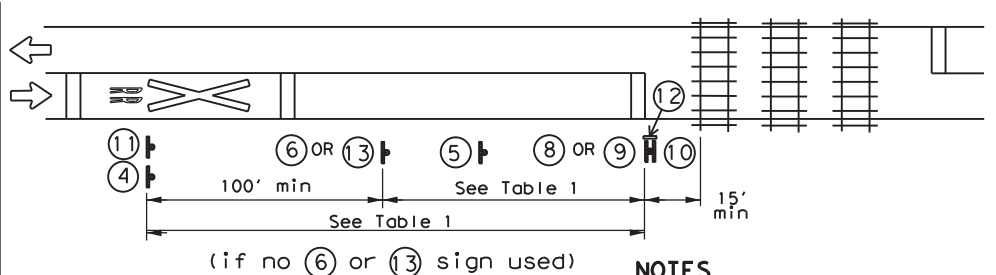 RR
12
11 6 OR 13 5 8 OR 9 10
4
100' min See Table 1 15'
min
See Table 1
(if no 6 or 13 sign used) NOTES